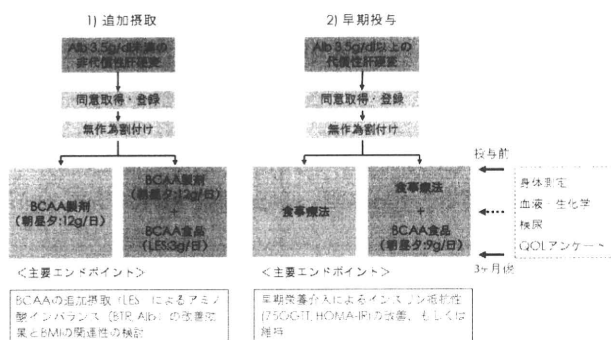 1) 追加摂取
Alb 3.5g/dl未満の
非代償性肝硬変
同意取得・登録
無作為割付け
BCAA製剤
(朝昼夕:12g/日)
BCAA製剤
(朝昼夕:12g/日)
+
BCAA食品
(LES:3g/日)
<主要エンドポイント>
BCAAの追加摂取（LES）によるアミノ
酸インバランス（BTR, Alb）の改善効
果とBMIの関連性の検討
2) 早期投与
Alb 3.5g/dl以上の
代償性肝硬変
同意取得・登録
無作為割付け
食事療法
食事療法
+
BCAA食品
(朝昼夕:9g/日)
<主要エンドポイント>
早期栄養介入によるインスリン抵抗性
(75OGTT, HOMA-IR)の改善、もしくは
維持
投与前
身体測定
血液・生化学
検尿
QOLアンケート
3ヶ月後